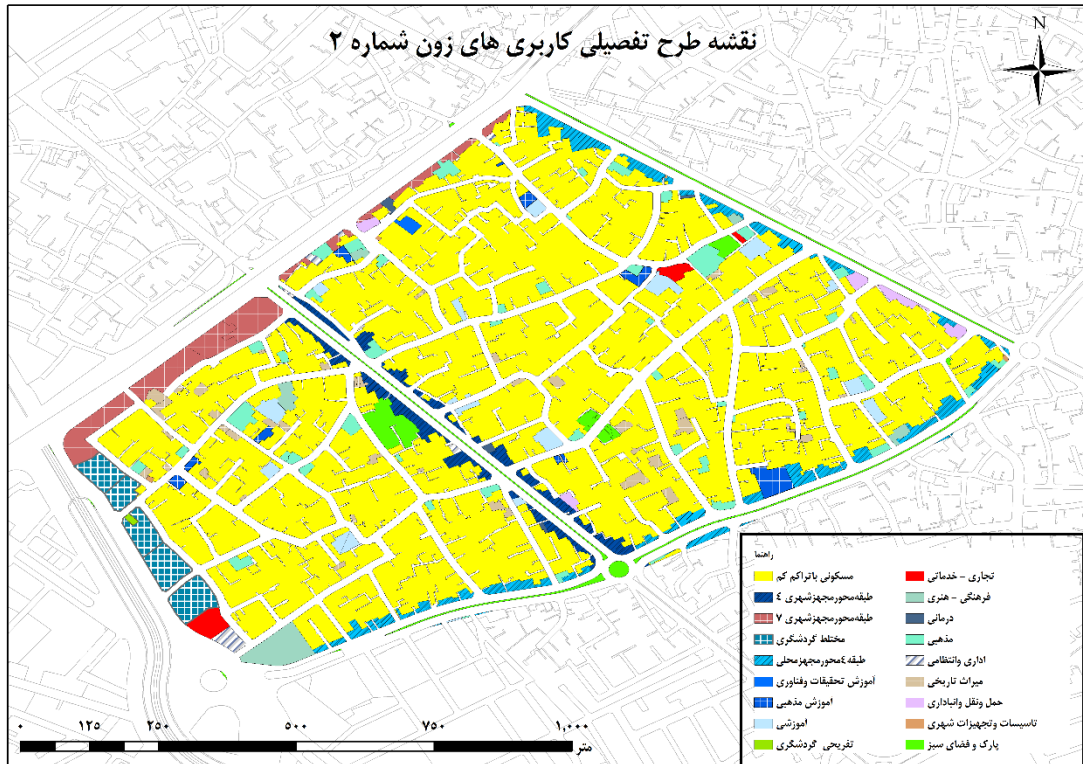 نقشه طرح تفصیلی کاربری های زون شماره ۲
N
راهنما
مسکونی باتراکم کم
طبقه‌محورمجهزشهری ٤
طبقه‌محورمجهزشهری ۷
مختلط گردشگری
طبقه٤محورمجهزمحلی
آموزش تحقیقات وفناوری
اموزش مذهبی
اموزشی
تفریحی گردشگری
تجاری - خدماتی
فرهنگی - هنری
درمانی
مذهبی
اداری وانتظامی
میراث تاریخی
حمل ونقل وانباداری
تاسیسات وتجهیزات شهری
پارک و فضای سبز
۰ ۱۲۵ ۲۵۰ ۵۰۰ ۷۵۰ ۱,۰۰۰
متر